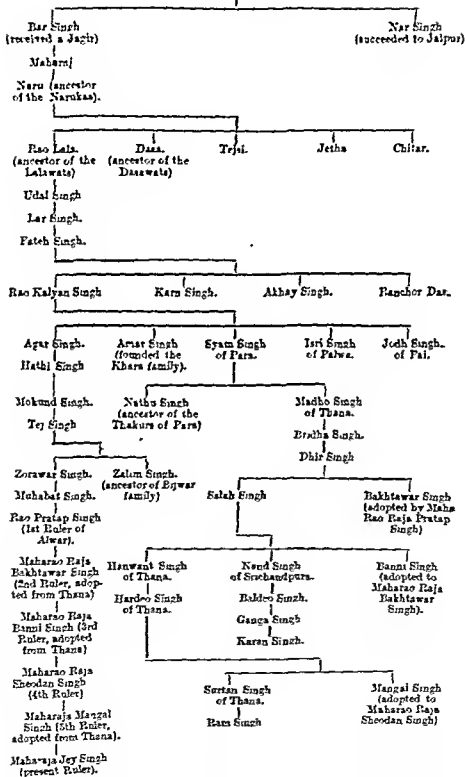 Bar Singh
(received a Jagir)
Nar Singh
(succeeded to Jaipur)
Maharaj
Naru (ancestor
of the Narukas).
Rao Lala.
(ancestor of the
Lalawats)
Dasa.
(ancestor of the
Dasawats)
Tejsi.
Jetha
Chitar.
Udai Singh
Lar Singh.
Fateh Singh.
Rao Kalyan Singh
Karn Singh.
Akhay Singh.
Ranchor Das.
Agar Singh.
Amar Singh
(founded the
Khara family).
Syam Singh
of Para.
Isri Singh
of Palwa.
Jodh Singh.
of Pai.
Hathi Singh
Mokund Singh.
Tej Singh
Nathu Singh
(ancestor of the
Thakurs of Para)
Madho Singh
of Thana.
Bridha Singh.
Dhir Singh
Zorawar Singh.
Zalim Singh.
(ancestor of Bijwar
family)
Muhabat Singh.
Salah Singh
Bakhtawar Singh
(adopted by Maha
Rao Raja Pratap
Singh)
Rao Pratap Singh
(1st Ruler of
Alwar).
Maharao Raja
Bakhtawar Singh
(2nd Ruler, adop-
ted from Thana)
Hanwant Singh
of Thana.
Nand Singh
of Srichandpura.
Banni Singh
(adopted to
Maharao Raja
Bakhtawar
Singh).
Hardeo Singh
of Thana.
Baldeo Singh.
Ganga Singh
Karan Singh.
Maharao Raja
Banni Singh (3rd
Ruler, adopted
from Thana)
Maharao Raja
Sheodan Singh
(4th Ruler)
Sartan Singh
of Thana.
Mangal Singh
(adopted to
Maharao Raja
Sheodan Singh)
Maharaja Mangal
Singh (5th Ruler,
adopted from Thana).
Ram Singh
Maharaja Jey Singh
(present Ruler).